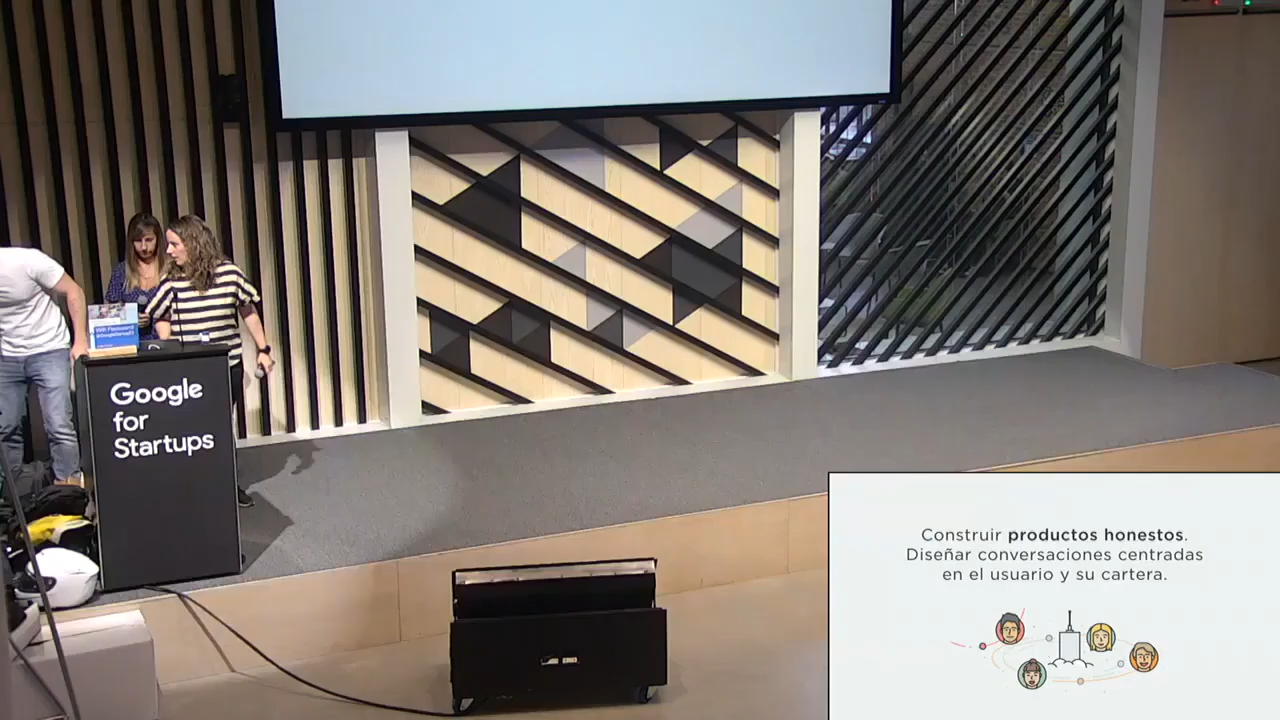 Google
for
Startups
Construir productos honestos.
Diseñar conversaciones centradas
en el usuario y su cartera.